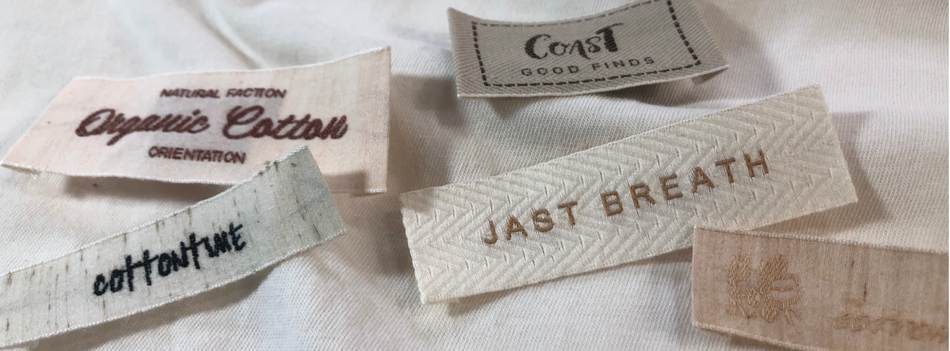 NATURAL FACTION
Organic Cotton
ORIENTATION
COAST
GOOD FINDS
cottontime
JAST BREATH